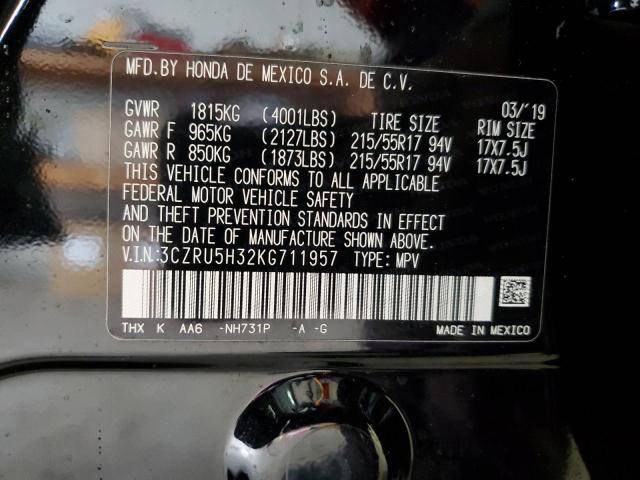 MFD.BY HONDA DE MEXICO S.A. DE C.V.
03/'19
GVWR 1815KG (4001LBS) TIRE SIZE RIM SIZE
GAWR F 965KG (2127LBS) 215/55R17 94V 17X7.5J
GAWR R 850KG (1873LBS) 215/55R17 94V 17X7.5J
THIS VEHICLE CONFORMS TO ALL APPLICABLE
FEDERAL MOTOR VEHICLE SAFETY
AND THEFT PREVENTION STANDARDS IN EFFECT
ON THE DATE OF MANUFACTURE SHOWN ABOVE.
V.I.N:3CZRU5H32KG711957 TYPE: MPV
THX K AA6 -NH731P -A -G MADE IN MEXICO